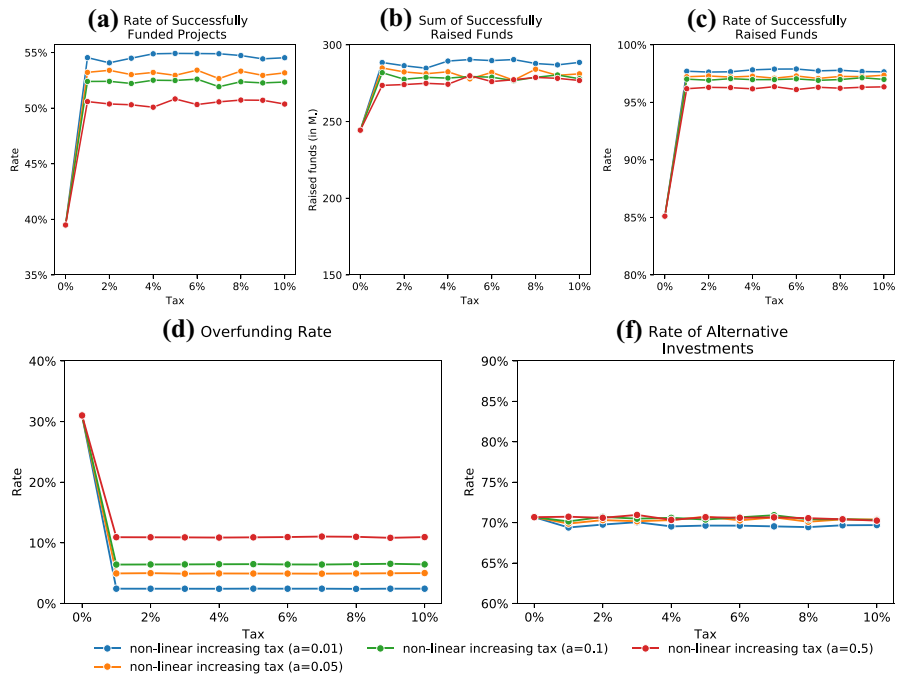 (a) Rate of Successfully
Funded Projects
55%
50%
45%
40%
35%
Rate
0% 2% 4% 6% 8% 10%
Tax
(b) Sum of Successfully
Raised Funds
300
250
200
150
Raised funds (in M.)
0% 2% 4% 6% 8% 10%
Tax
(c) Rate of Successfully
Raised Funds
100%
95%
90%
85%
80%
Rate
0% 2% 4% 6% 8% 10%
Tax
(d) Overfunding Rate
40%
30%
20%
10%
0%
Rate
0% 2% 4% 6% 8% 10%
Tax
(f) Rate of Alternative
Investments
90%
85%
80%
75%
70%
65%
60%
Rate
0% 2% 4% 6% 8% 10%
Tax
non-linear increasing tax (a=0.01) non-linear increasing tax (a=0.1) non-linear increasing tax (a=0.5)
non-linear increasing tax (a=0.05)